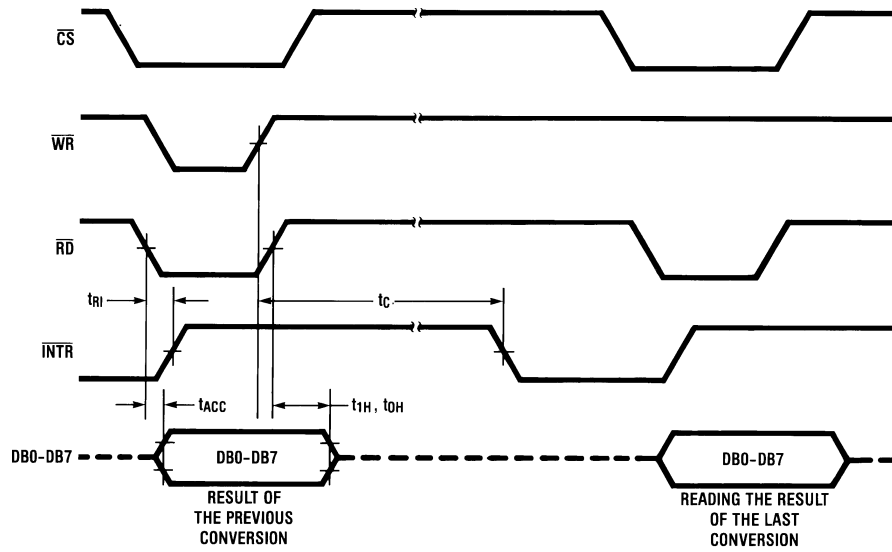 CS
WR
RD
tRI
tC
INTR
tACC
t1H, t0H
DB0-DB7
DB0-DB7
DB0-DB7
RESULT OF
THE PREVIOUS
CONVERSION
READING THE RESULT
OF THE LAST
CONVERSION